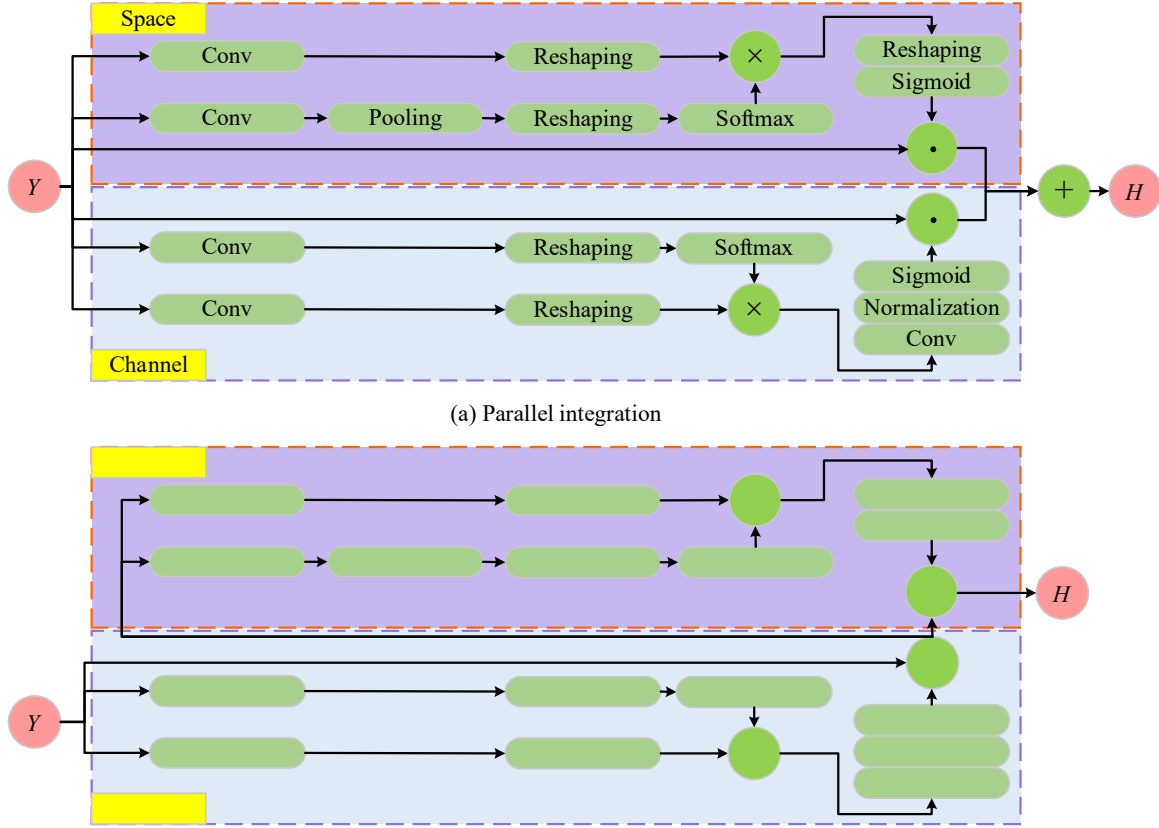 Space
Conv Reshaping × Reshaping
Sigmoid
Conv Pooling Reshaping Softmax
·
Y + H
·
Conv Reshaping Softmax
Sigmoid
Conv Reshaping × Normalization
Conv
Channel
(a) Parallel integration
H
Y